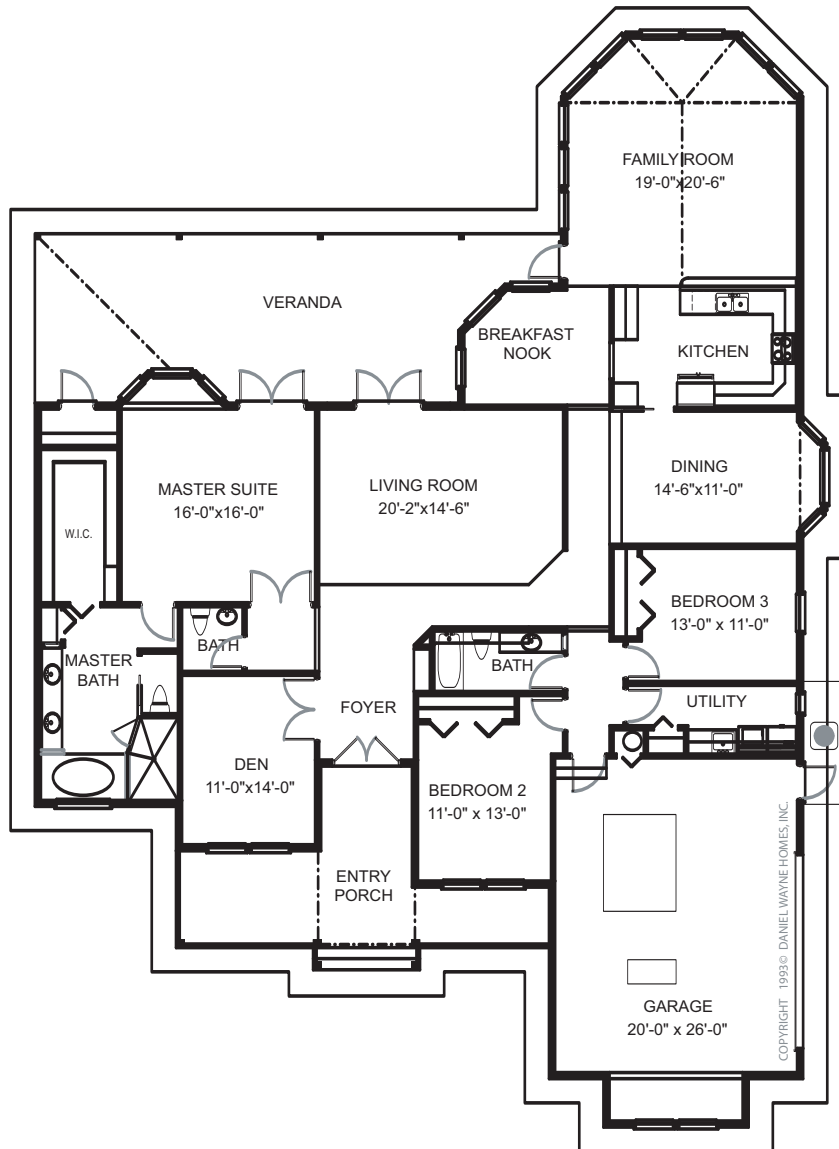 FAMILY ROOM
19'-0"x20'-6"
VERANDA
BREAKFAST
NOOK
KITCHEN
MASTER SUITE
16'-0"x16'-0"
LIVING ROOM
20'-2"x14'-6"
DINING
14'-6"x11'-0"
W.I.C.
BEDROOM 3
13'-0" x 11'-0"
MASTER
BATH
BATH
BATH
FOYER
UTILITY
DEN
11'-0"x14'-0"
BEDROOM 2
11'-0" x 13'-0"
ENTRY
PORCH
GARAGE
20'-0" x 26'-0"
COPYRIGHT 1993© DANIEL WAYNE HOMES, INC.